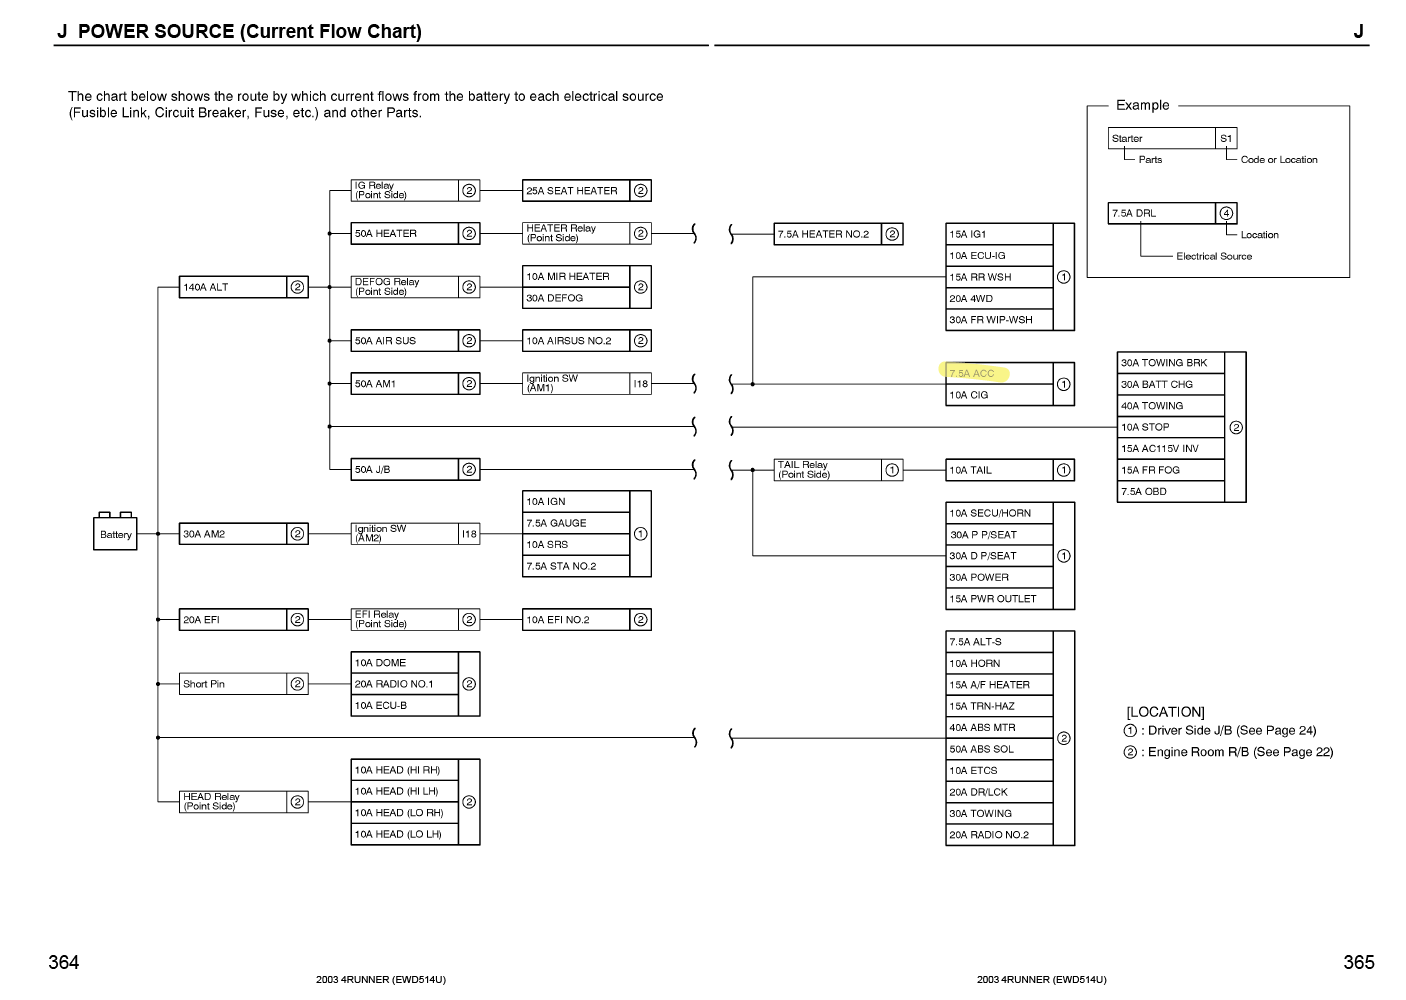 J POWER SOURCE (Current Flow Chart)
J
The chart below shows the route by which current flows from the battery to each electrical source
(Fusible Link, Circuit Breaker, Fuse, etc.) and other Parts.
Example
Starter S1
Parts
Code or Location
7.5A DRL 4
Location
Electrical Source
Battery
140A ALT 2
30A AM2 2
20A EFI 2
Short Pin 2
HEAD Relay
(Point Side) 2
IG Relay
(Point Side) 2
25A SEAT HEATER 2
50A HEATER 2
HEATER Relay
(Point Side) 2
7.5A HEATER NO.2 2
DEFOG Relay
(Point Side) 2
10A MIR HEATER
30A DEFOG
2
50A AIR SUS 2
10A AIRSUS NO.2 2
50A AM1 2
Ignition SW
(AM1) I18
15A IG1
10A ECU-IG
15A RR WSH
20A 4WD
30A FR WIP-WSH
1
7.5A ACC
10A CIG
1
30A TOWING BRK
30A BATT CHG
40A TOWING
10A STOP
15A AC115V INV
15A FR FOG
7.5A OBD
2
50A J/B 2
TAIL Relay
(Point Side) 1
10A TAIL 1
10A SECU/HORN
30A P P/SEAT
30A D P/SEAT
30A POWER
15A PWR OUTLET
1
Ignition SW
(AM2) I18
10A IGN
7.5A GAUGE
10A SRS
7.5A STA NO.2
1
EFI Relay
(Point Side) 2
10A EFI NO.2 2
10A DOME
20A RADIO NO.1
10A ECU-B
2
7.5A ALT-S
10A HORN
15A A/F HEATER
15A TRN-HAZ
40A ABS MTR
50A ABS SOL
10A ETCS
20A DR/LCK
30A TOWING
20A RADIO NO.2
2
10A HEAD (HI RH)
10A HEAD (HI LH)
10A HEAD (LO RH)
10A HEAD (LO LH)
2
[LOCATION]
1 : Driver Side J/B (See Page 24)
2 : Engine Room R/B (See Page 22)
364
2003 4RUNNER (EWD514U)
2003 4RUNNER (EWD514U)
365